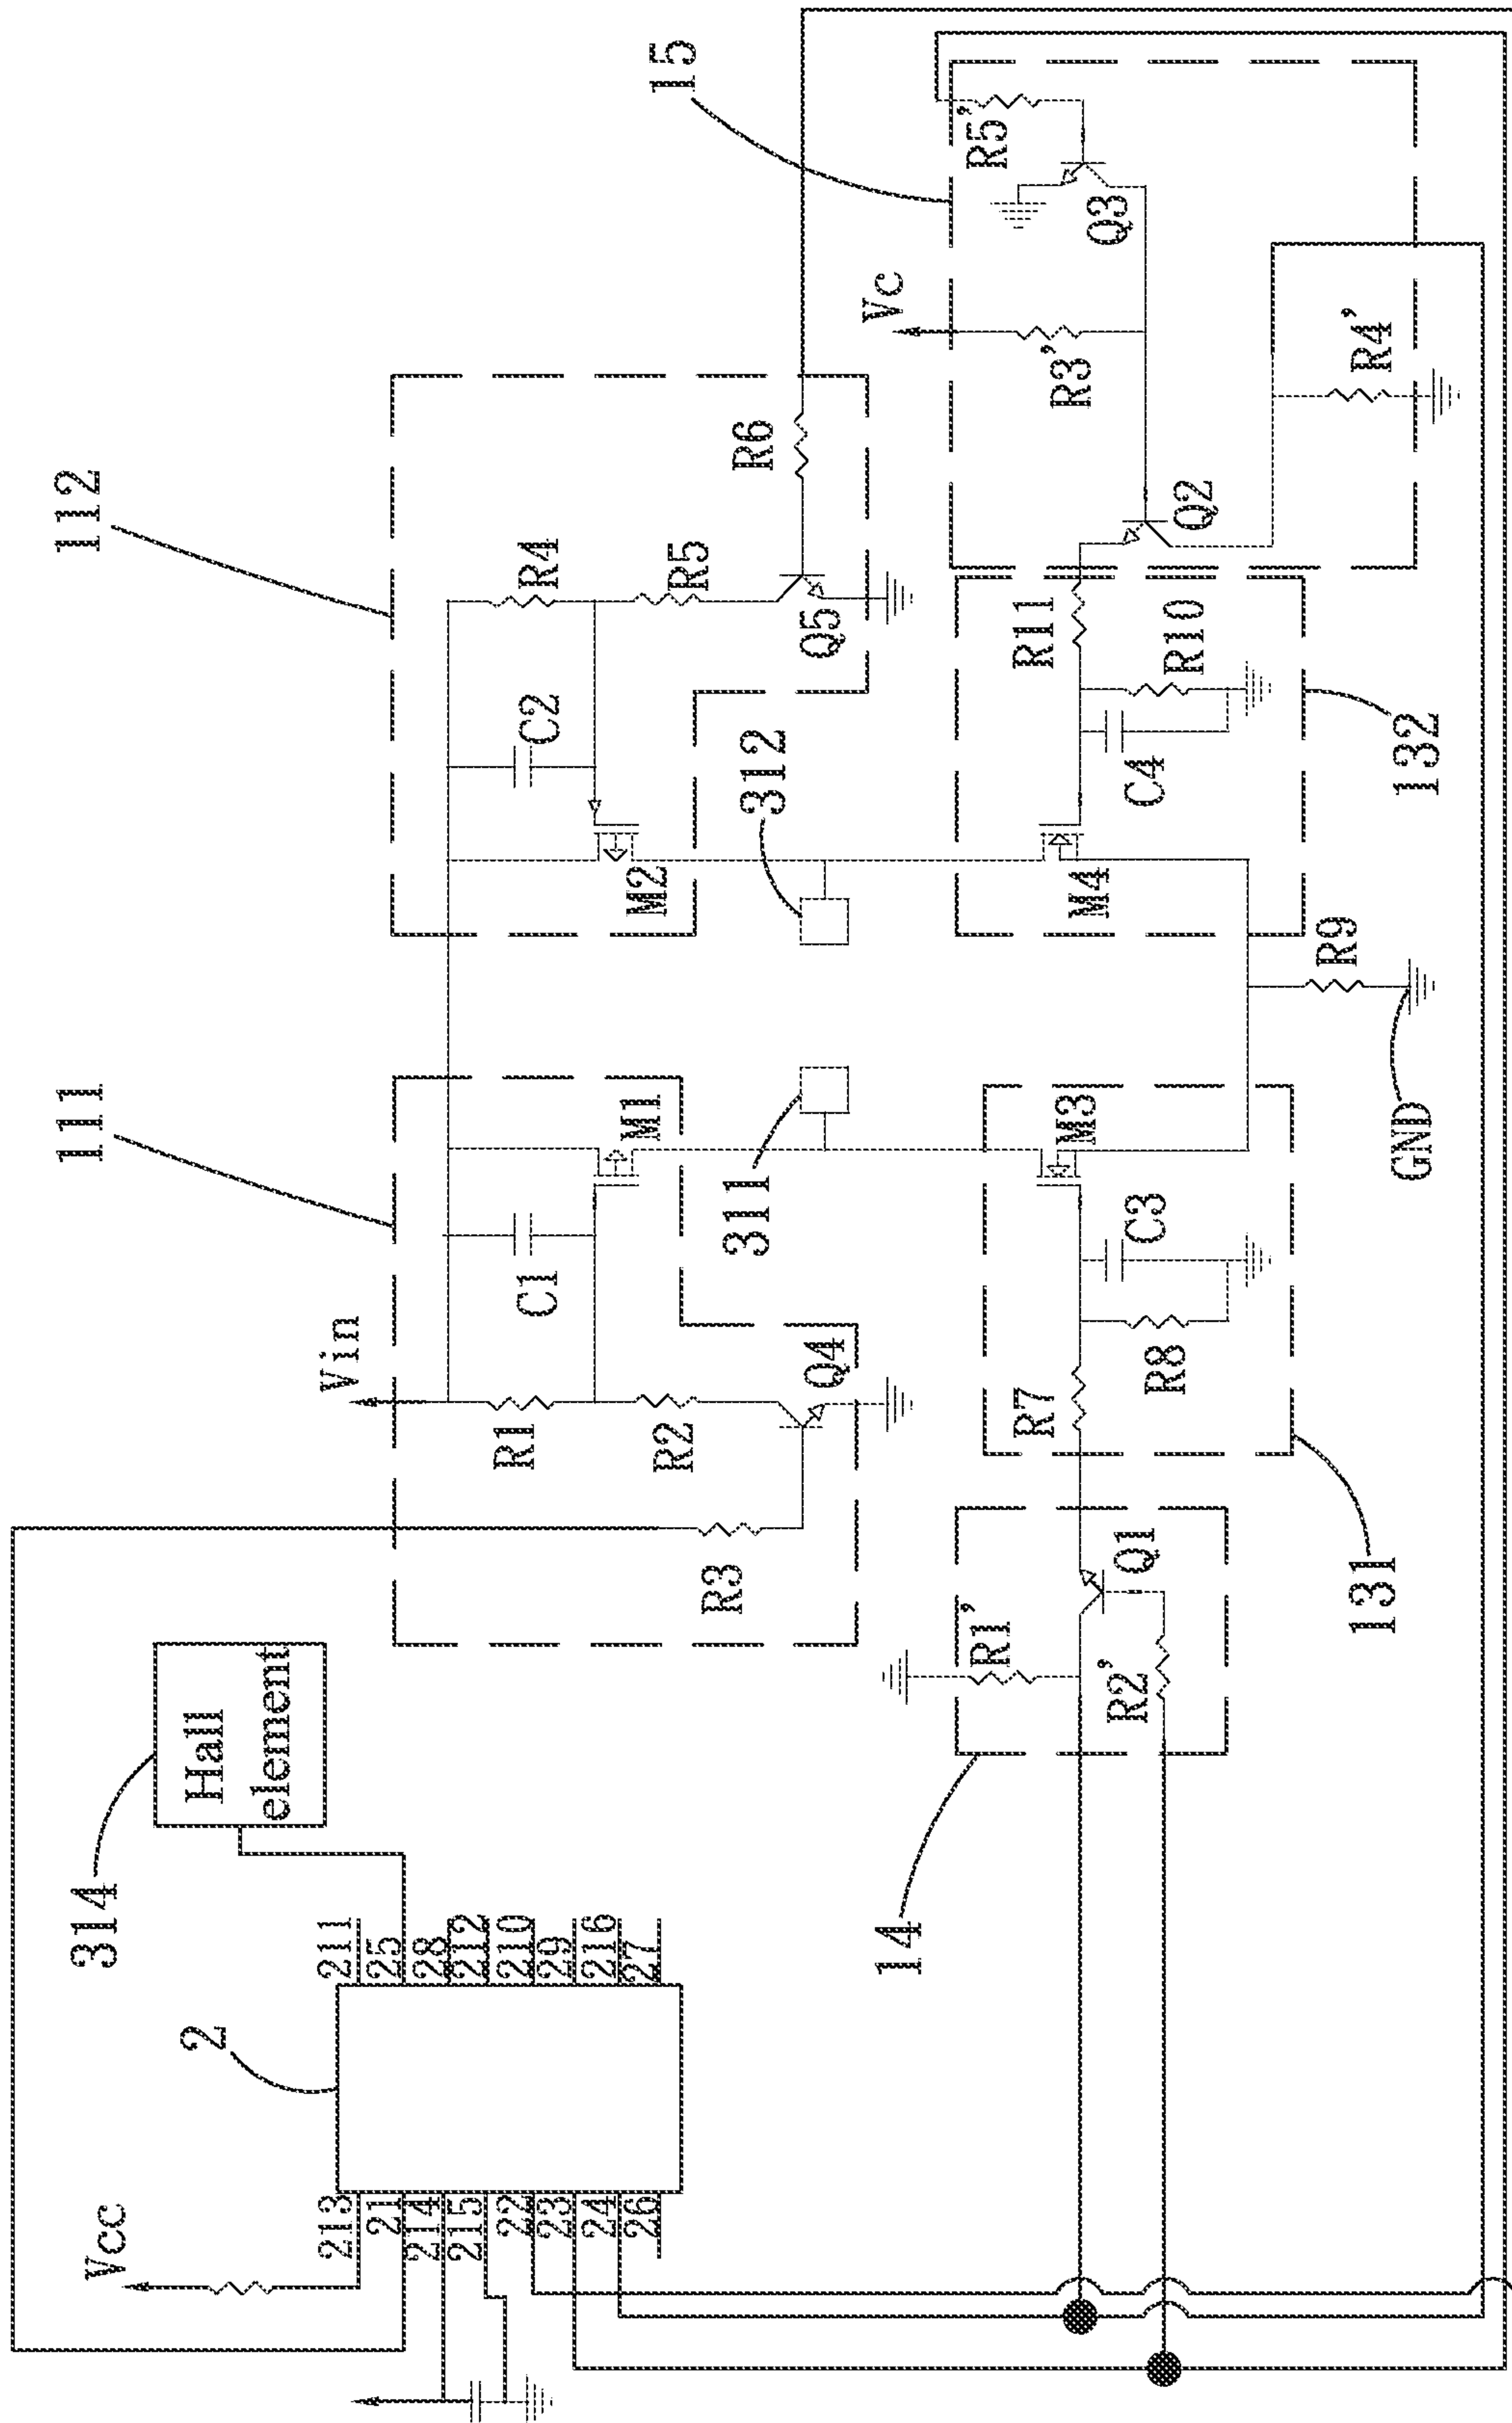 111
112
Vin
R1
C1
M1
R2
R3
Q4
C2
R4
M2
R5
R6
Q5
15
311
312
Vc
R5'
Q3
R3'
Q2
R4'
314
Hall
element
2
Vcc
213
21
214
215
22
23
24
26
211
25
28
212
210
29
216
27
14
R1'
Q1
R2'
131
R7
M3
C3
R8
GND
R9
R11
M4
C4
R10
132